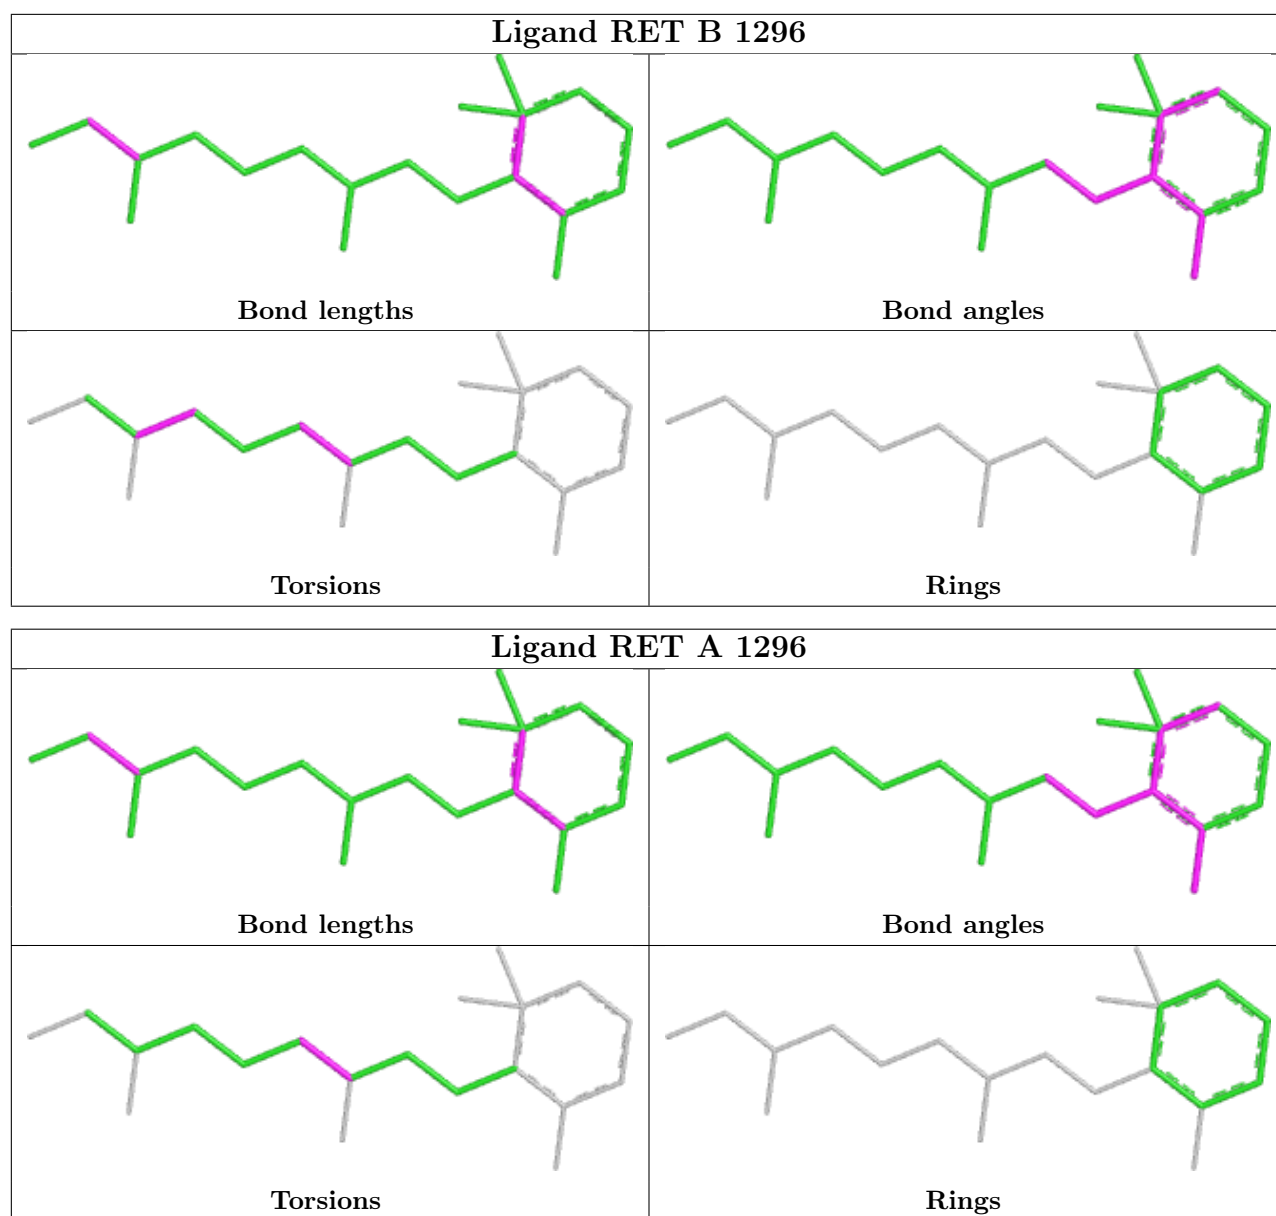 Ligand RET B 1296
Bond lengths
Bond angles
Torsions
Rings
Ligand RET A 1296
Bond lengths
Bond angles
Torsions
Rings